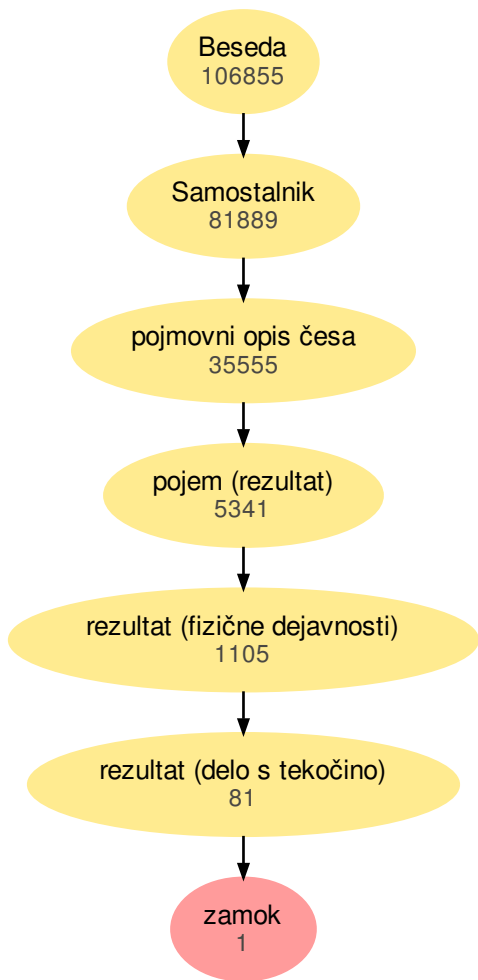 Beseda
106855
Samostalnik
81889
pojmovni opis česa
35555
pojem (rezultat)
5341
rezultat (fizične dejavnosti)
1105
rezultat (delo s tekočino)
81
zamok
1